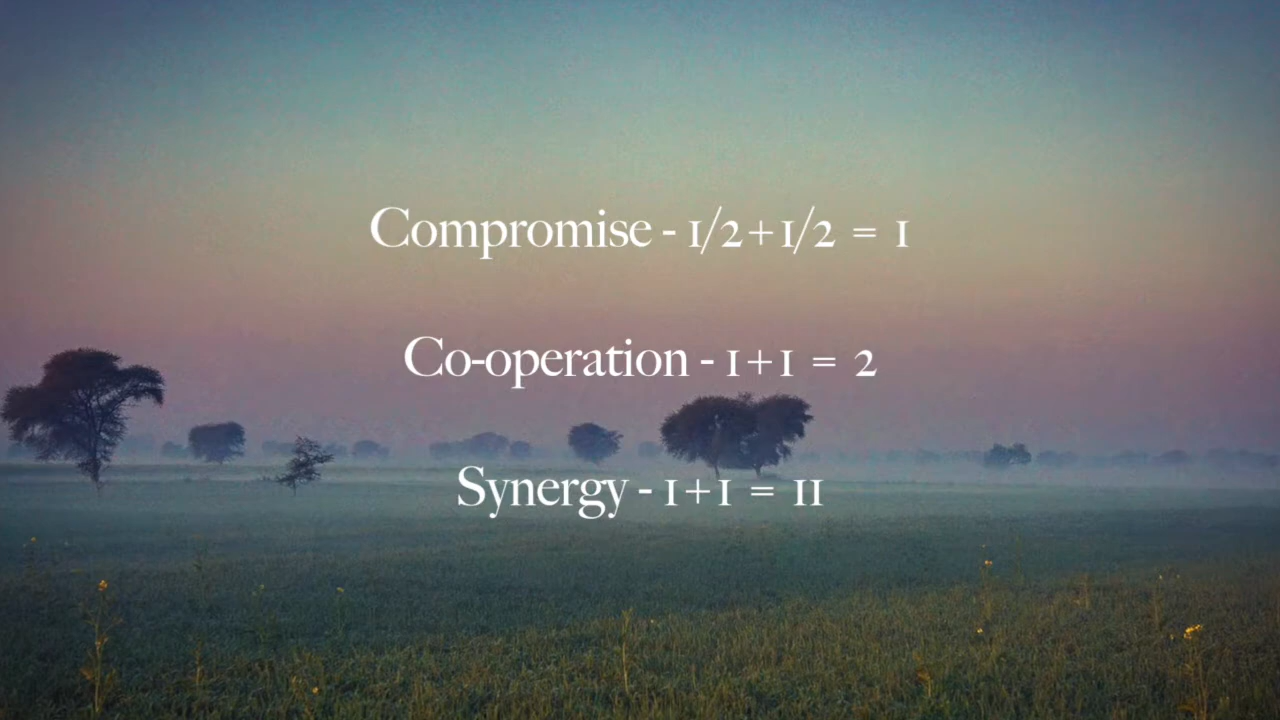 Compromise - 1/2+1/2 = 1
Co-operation - 1+1 = 2
Synergy - 1+1 = 11